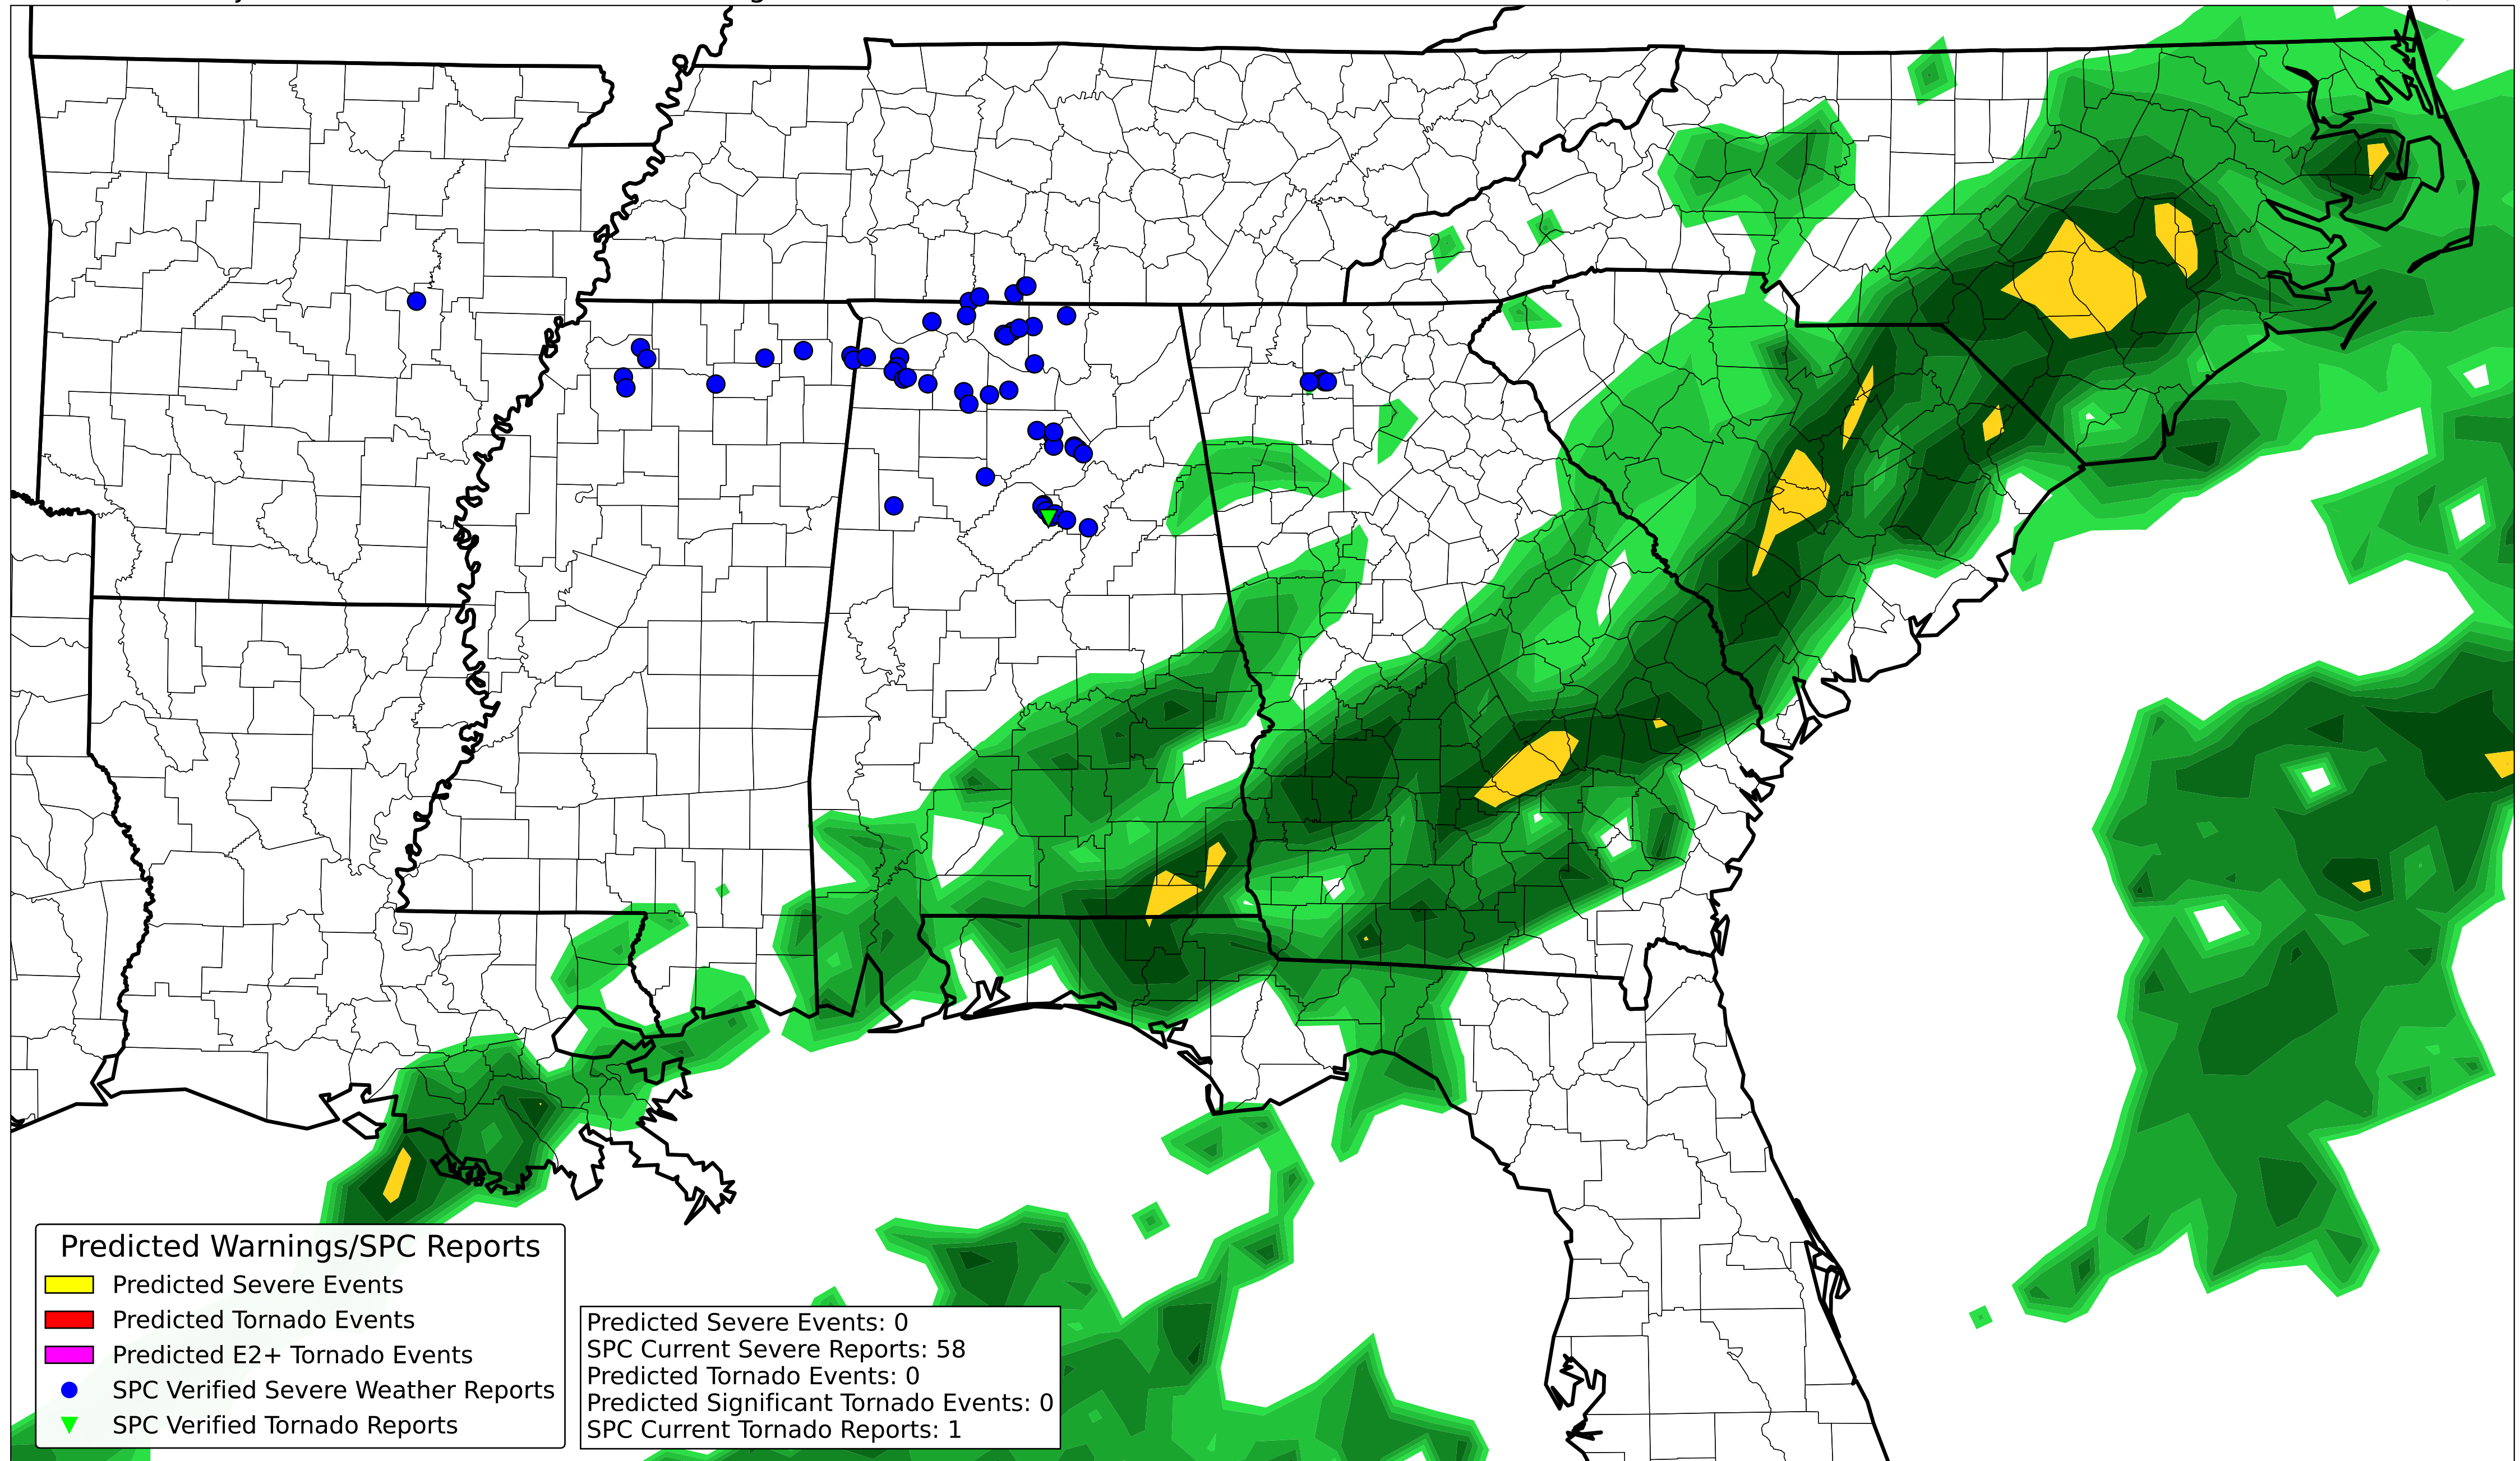 Predicted Warnings/SPC Reports
Predicted Severe Events
Predicted Tornado Events
Predicted E2+ Tornado Events
SPC Verified Severe Weather Reports
SPC Verified Tornado Reports
Predicted Severe Events: 0
SPC Current Severe Reports: 58
Predicted Tornado Events: 0
Predicted Significant Tornado Events: 0
SPC Current Tornado Reports: 1